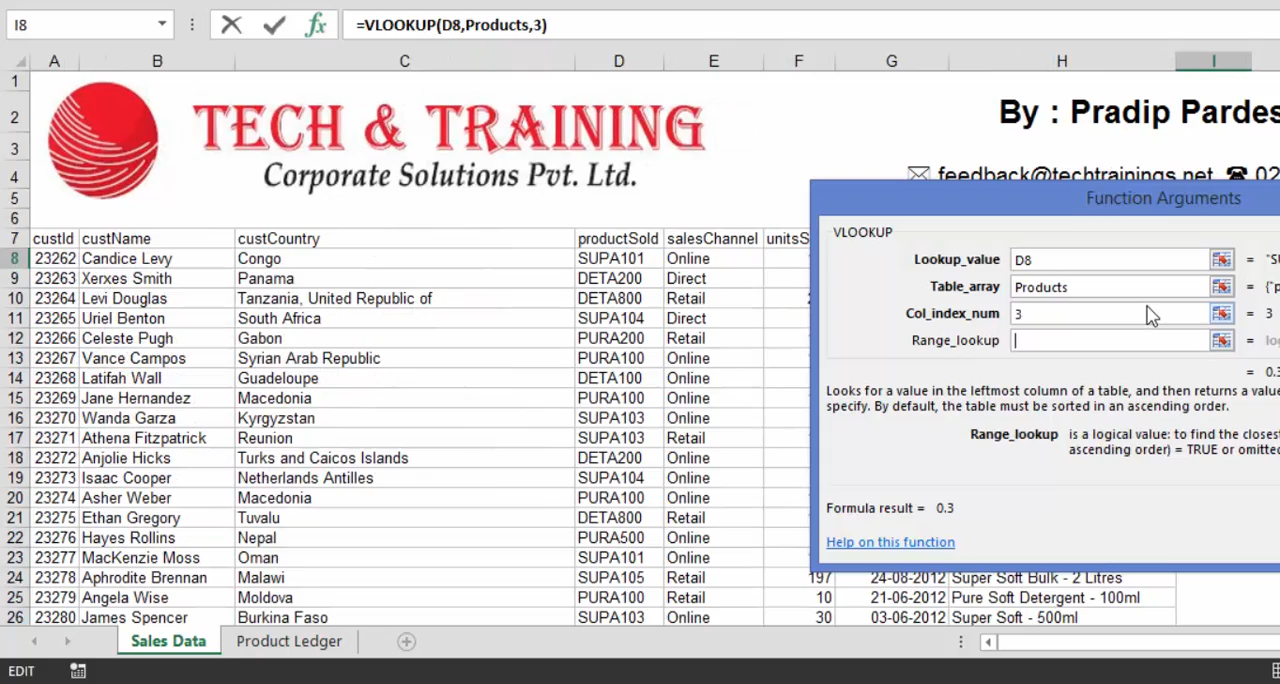 I8 =VLOOKUP(D8,Products,3)
A B C D E F G H I
1
2 TECH & TRAINING By : Pradip Pardes
3
4 Corporate Solutions Pvt. Ltd. feedback@techtrainings.net 02
5
6 Function Arguments
7 custId custName custCountry productSold salesChannel unitsS
VLOOKUP
8 23262 Candice Levy Congo SUPA101 Online
Lookup_value D8 = "SU
9 23263 Xerxes Smith Panama DETA200 Direct
Table_array Products = {"p
10 23264 Levi Douglas Tanzania, United Republic of DETA800 Retail
Col_index_num 3 = 3
11 23265 Uriel Benton South Africa SUPA104 Direct
Range_lookup = log
12 23266 Celeste Pugh Gabon PURA200 Retail
13 23267 Vance Campos Syrian Arab Republic PURA100 Online
= 0.3
14 23268 Latifah Wall Guadeloupe DETA100 Online
Looks for a value in the leftmost column of a table, and then returns a value
15 23269 Jane Hernandez Macedonia PURA100 Online
specify. By default, the table must be sorted in an ascending order.
16 23270 Wanda Garza Kyrgyzstan SUPA103 Online
Range_lookup is a logical value: to find the closest
17 23271 Athena Fitzpatrick Reunion SUPA103 Retail
ascending order) = TRUE or omitted
18 23272 Anjolie Hicks Turks and Caicos Islands DETA200 Online
19 23273 Isaac Cooper Netherlands Antilles SUPA104 Online
20 23274 Asher Weber Macedonia PURA100 Online
Formula result = 0.3
21 23275 Ethan Gregory Tuvalu DETA800 Retail
22 23276 Hayes Rollins Nepal PURA500 Online
Help on this function
23 23277 MacKenzie Moss Oman SUPA101 Online
24 23278 Aphrodite Brennan Malawi SUPA105 Retail 197 24-08-2012 Super Soft Bulk - 2 Litres
25 23279 Angela Wise Moldova PURA100 Retail 10 21-06-2012 Pure Soft Detergent - 100ml
26 23280 James Spencer Burkina Faso SUPA103 Online 30 03-06-2012 Super Soft - 500ml
Sales Data Product Ledger
EDIT